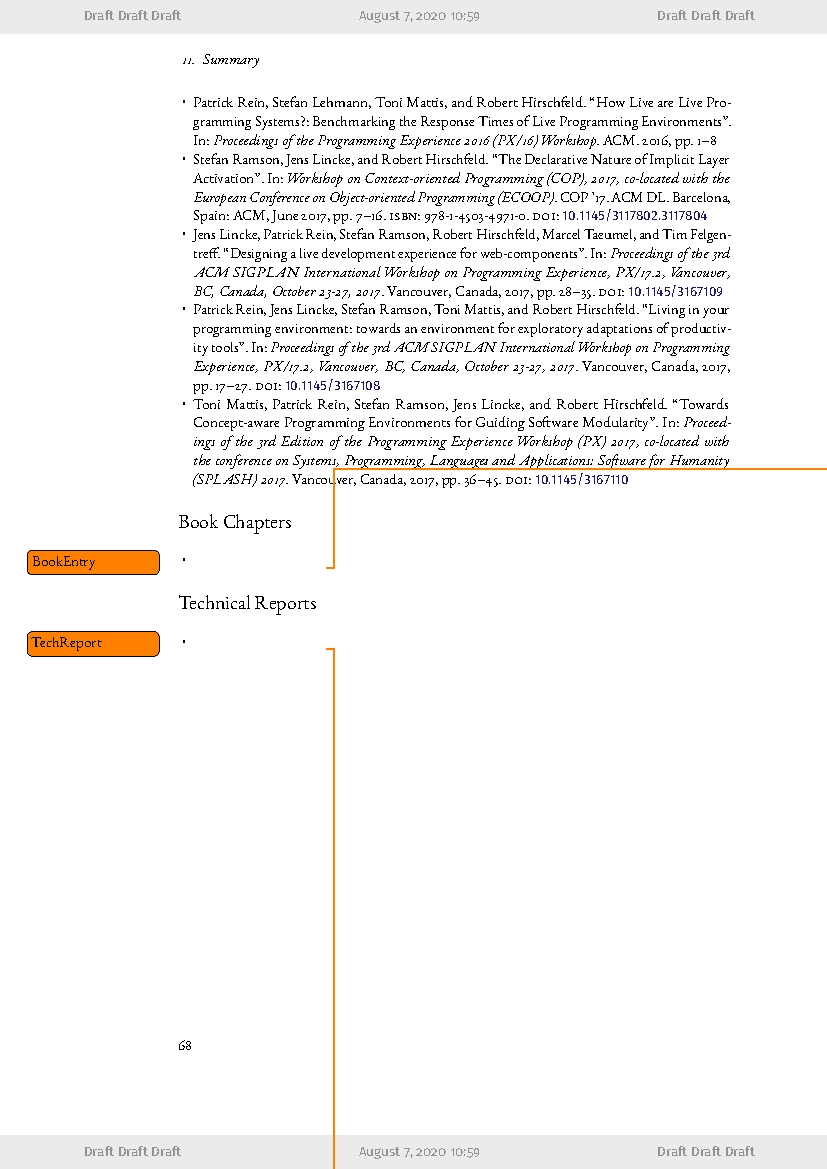 Draft Draft Draft August 7, 2020 10:59 Draft Draft Draft
11. Summary
• Patrick Rein, Stefan Lehmann, Toni Mattis, and Robert Hirschfeld. “How Live are Live Pro-
gramming Systems?: Benchmarking the Response Times of Live Programming Environments”.
In: Proceedings of the Programming Experience 2016 (PX/16) Workshop. ACM. 2016, pp. 1–8
• Stefan Ramson, Jens Lincke, and Robert Hirschfeld. “The Declarative Nature of Implicit Layer
Activation”. In: Workshop on Context-oriented Programming (COP), 2017, co-located with the
European Conference on Object-oriented Programming (ECOOP). COP ’17. ACM DL. Barcelona,
Spain: ACM, June 2017, pp. 7–16. ISBN: 978-1-4503-4971-0. DOI: 10.1145/3117802.3117804
• Jens Lincke, Patrick Rein, Stefan Ramson, Robert Hirschfeld, Marcel Taeumel, and Tim Felgen-
treff. “Designing a live development experience for web-components”. In: Proceedings of the 3rd
ACM SIGPLAN International Workshop on Programming Experience, PX/17.2, Vancouver,
BC, Canada, October 23-27, 2017. Vancouver, Canada, 2017, pp. 28–35. DOI: 10.1145/3167109
• Patrick Rein, Jens Lincke, Stefan Ramson, Toni Mattis, and Robert Hirschfeld. “Living in your
programming environment: towards an environment for exploratory adaptations of productiv-
ity tools”. In: Proceedings of the 3rd ACM SIGPLAN International Workshop on Programming
Experience, PX/17.2, Vancouver, BC, Canada, October 23-27, 2017. Vancouver, Canada, 2017,
pp. 17–27. DOI: 10.1145/3167108
• Toni Mattis, Patrick Rein, Stefan Ramson, Jens Lincke, and Robert Hirschfeld. “Towards
Concept-aware Programming Environments for Guiding Software Modularity”. In: Proceed-
ings of the 3rd Edition of the Programming Experience Workshop (PX) 2017, co-located with
the conference on Systems, Programming, Languages and Applications: Software for Humanity
(SPLASH) 2017. Vancouver, Canada, 2017, pp. 36–45. DOI: 10.1145/3167110
Book Chapters
BookEntry •
Technical Reports
TechReport •
68
Draft Draft Draft August 7, 2020 10:59 Draft Draft Draft